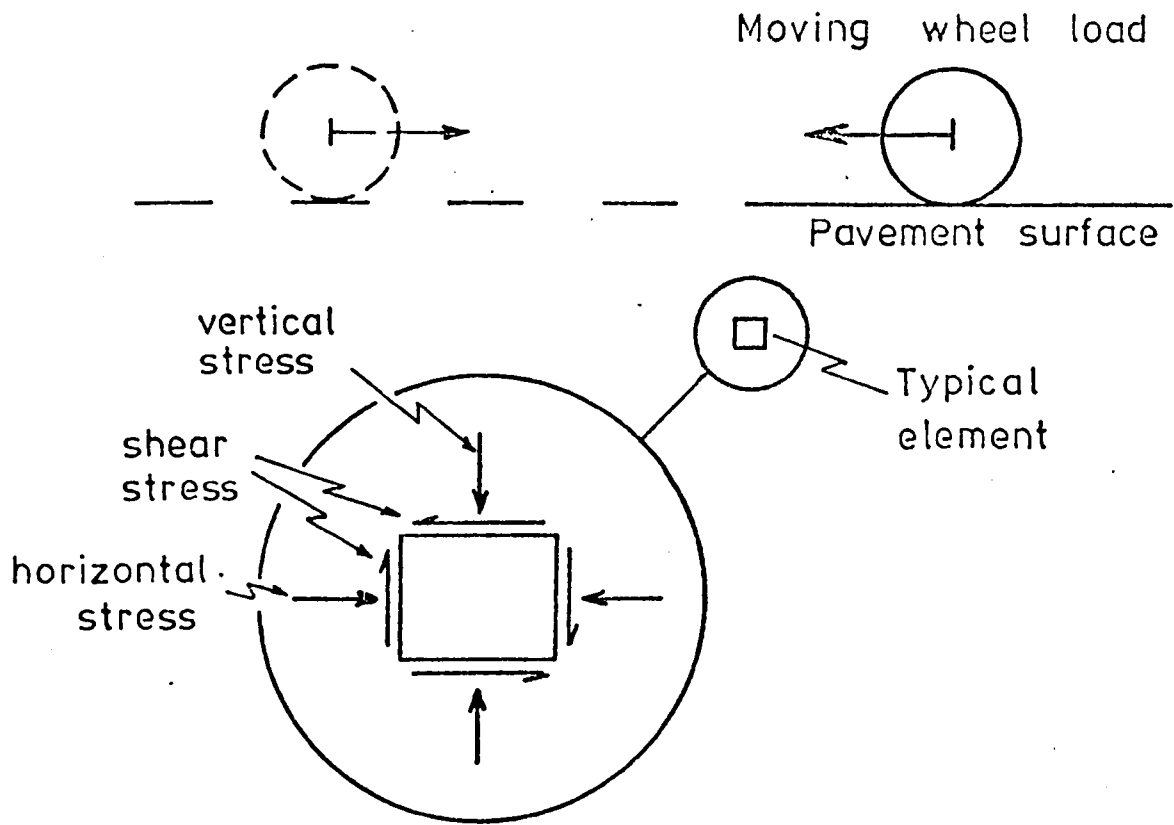 Moving wheel load
Pavement surface
vertical
stress
Typical
element
shear
stress
horizontal
stress